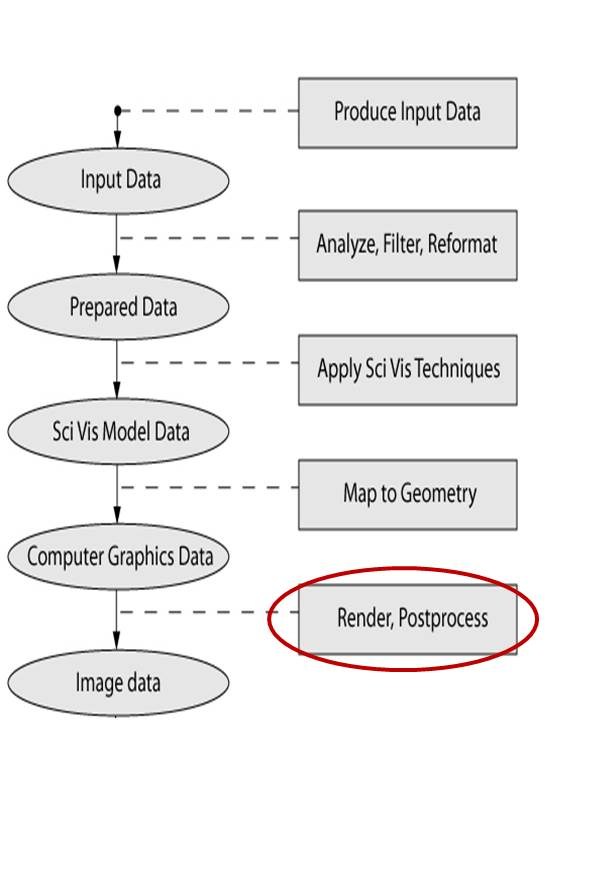 Produce Input Data
Input Data
Analyze, Filter, Reformat
Prepared Data
Apply Sci Vis Techniques
Sci Vis Model Data
Map to Geometry
Computer Graphics Data
Render, Postprocess
Image data